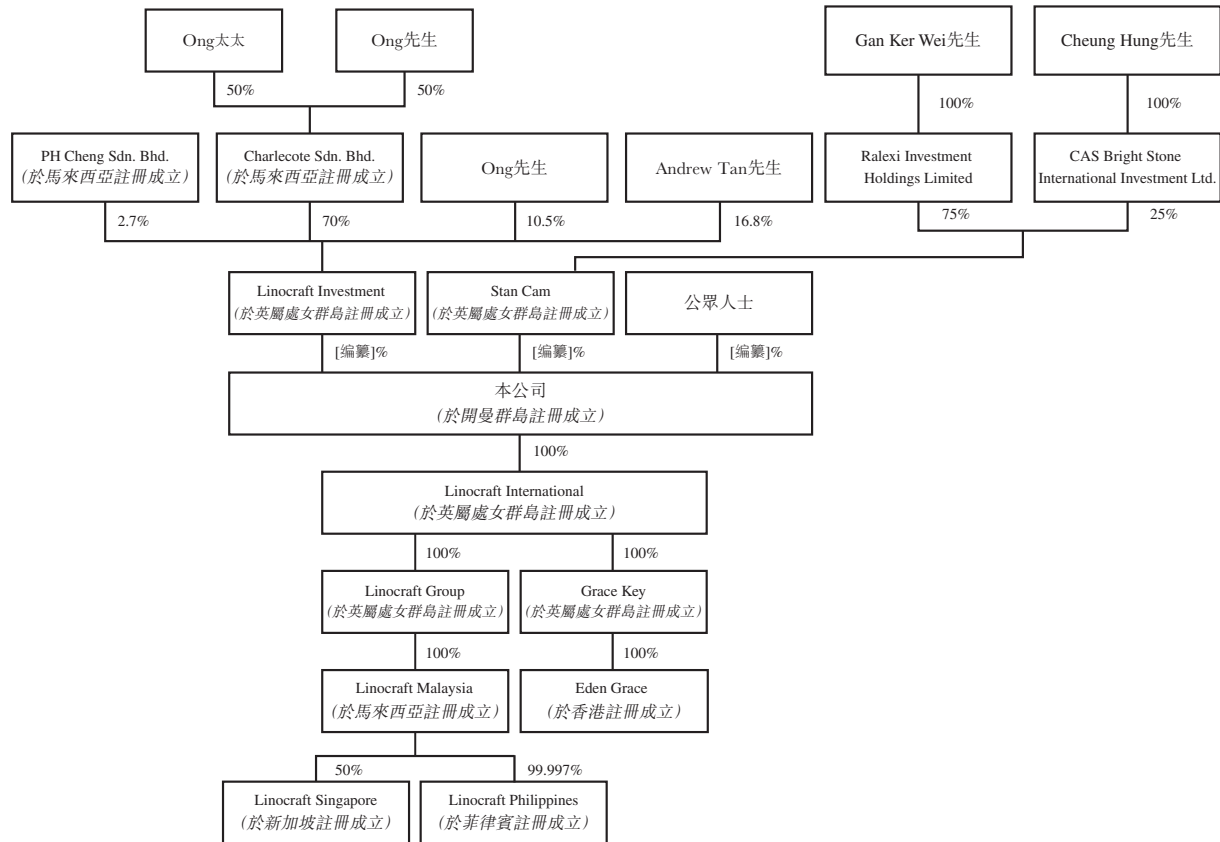 Ong太太
Ong先生
Gan Ker Wei先生
Cheung Hung先生
50%
50%
100%
100%
PH Cheng Sdn. Bhd.
(於馬來西亞註冊成立)
Charlecote Sdn. Bhd.
(於馬來西亞註冊成立)
Ong先生
Andrew Tan先生
Ralexi Investment
Holdings Limited
CAS Bright Stone
International Investment Ltd.
2.7%
70%
10.5%
16.8%
75%
25%
Linocraft Investment
(於英屬處女群島註冊成立)
Stan Cam
(於英屬處女群島註冊成立)
公眾人士
[編纂]%
[編纂]%
[編纂]%
本公司
(於開曼群島註冊成立)
100%
Linocraft International
(於英屬處女群島註冊成立)
100%
100%
Linocraft Group
(於英屬處女群島註冊成立)
Grace Key
(於英屬處女群島註冊成立)
100%
100%
Linocraft Malaysia
(於馬來西亞註冊成立)
Eden Grace
(於香港註冊成立)
50%
99.997%
Linocraft Singapore
(於新加坡註冊成立)
Linocraft Philippines
(於菲律賓註冊成立)